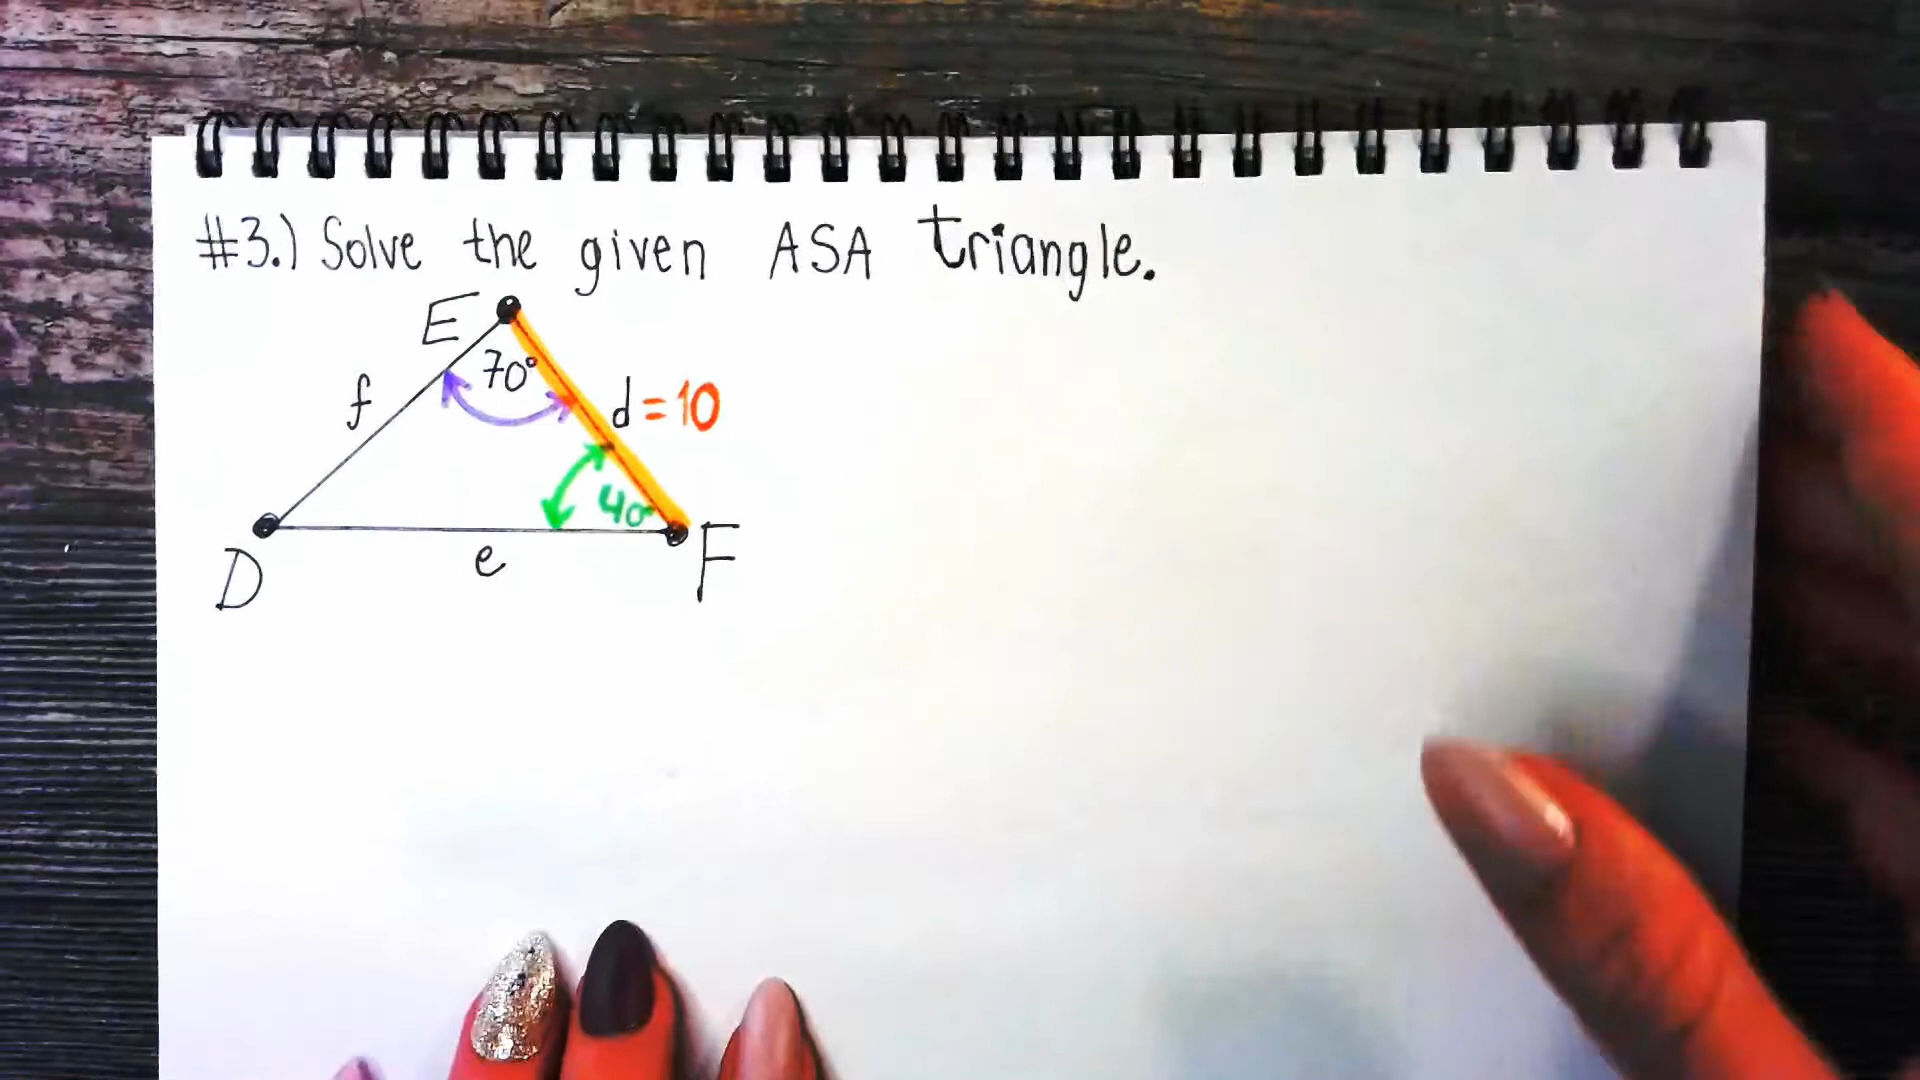 #3.) Solve the given ASA triangle.
E
70°
f
d = 10
40°
D
e
F